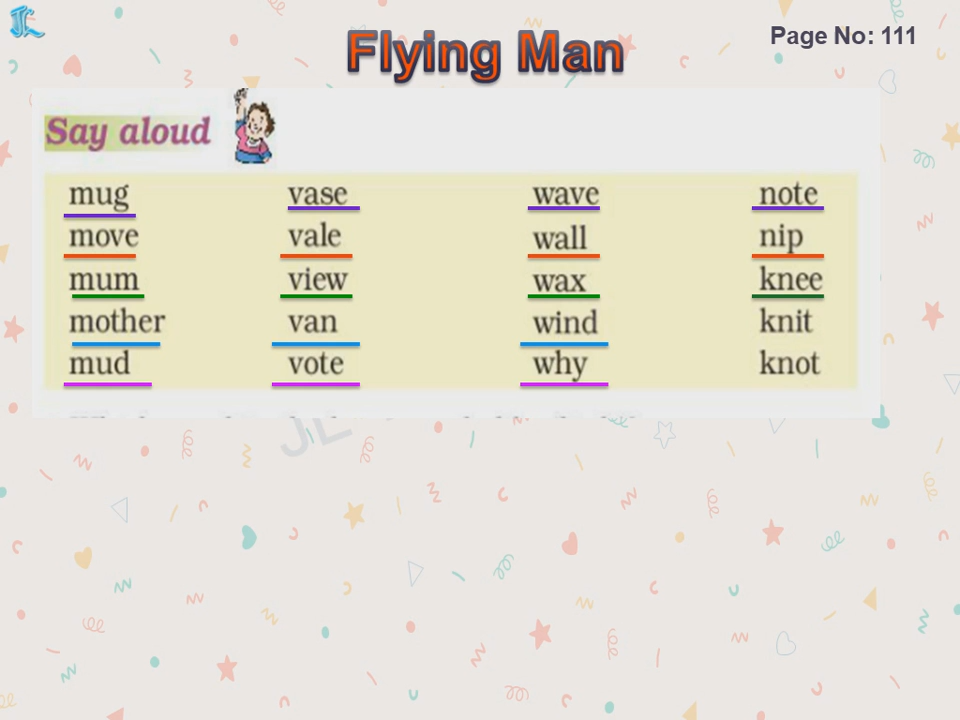 Flying Man
Page No: 111
Say aloud
mug vase wave note
move vale wall nip
mum view wax knee
mother van wind knit
mud vote why knot